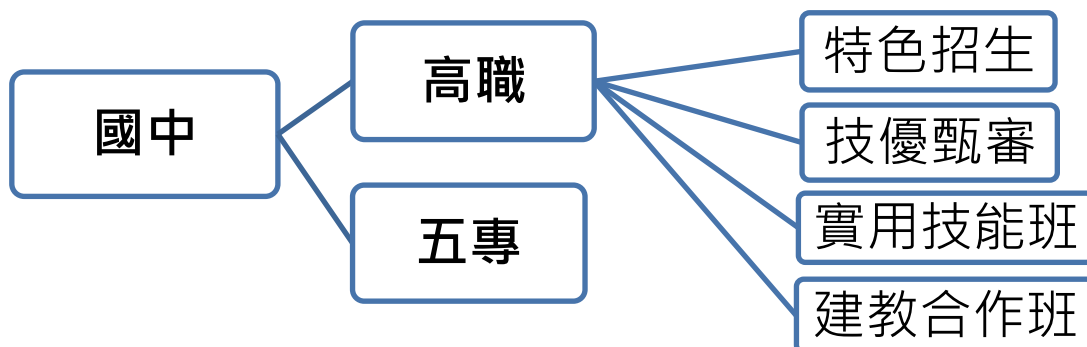 國中
高職
五專
特色招生
技優甄審
實用技能班
建教合作班